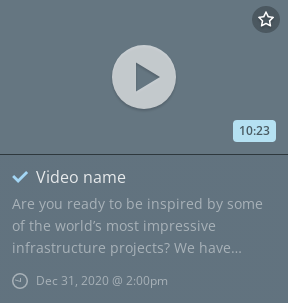 10:23
Video name
Are you ready to be inspired by some
of the world’s most impressive
infrastructure projects? We have...
Dec 31, 2020 @ 2:00pm